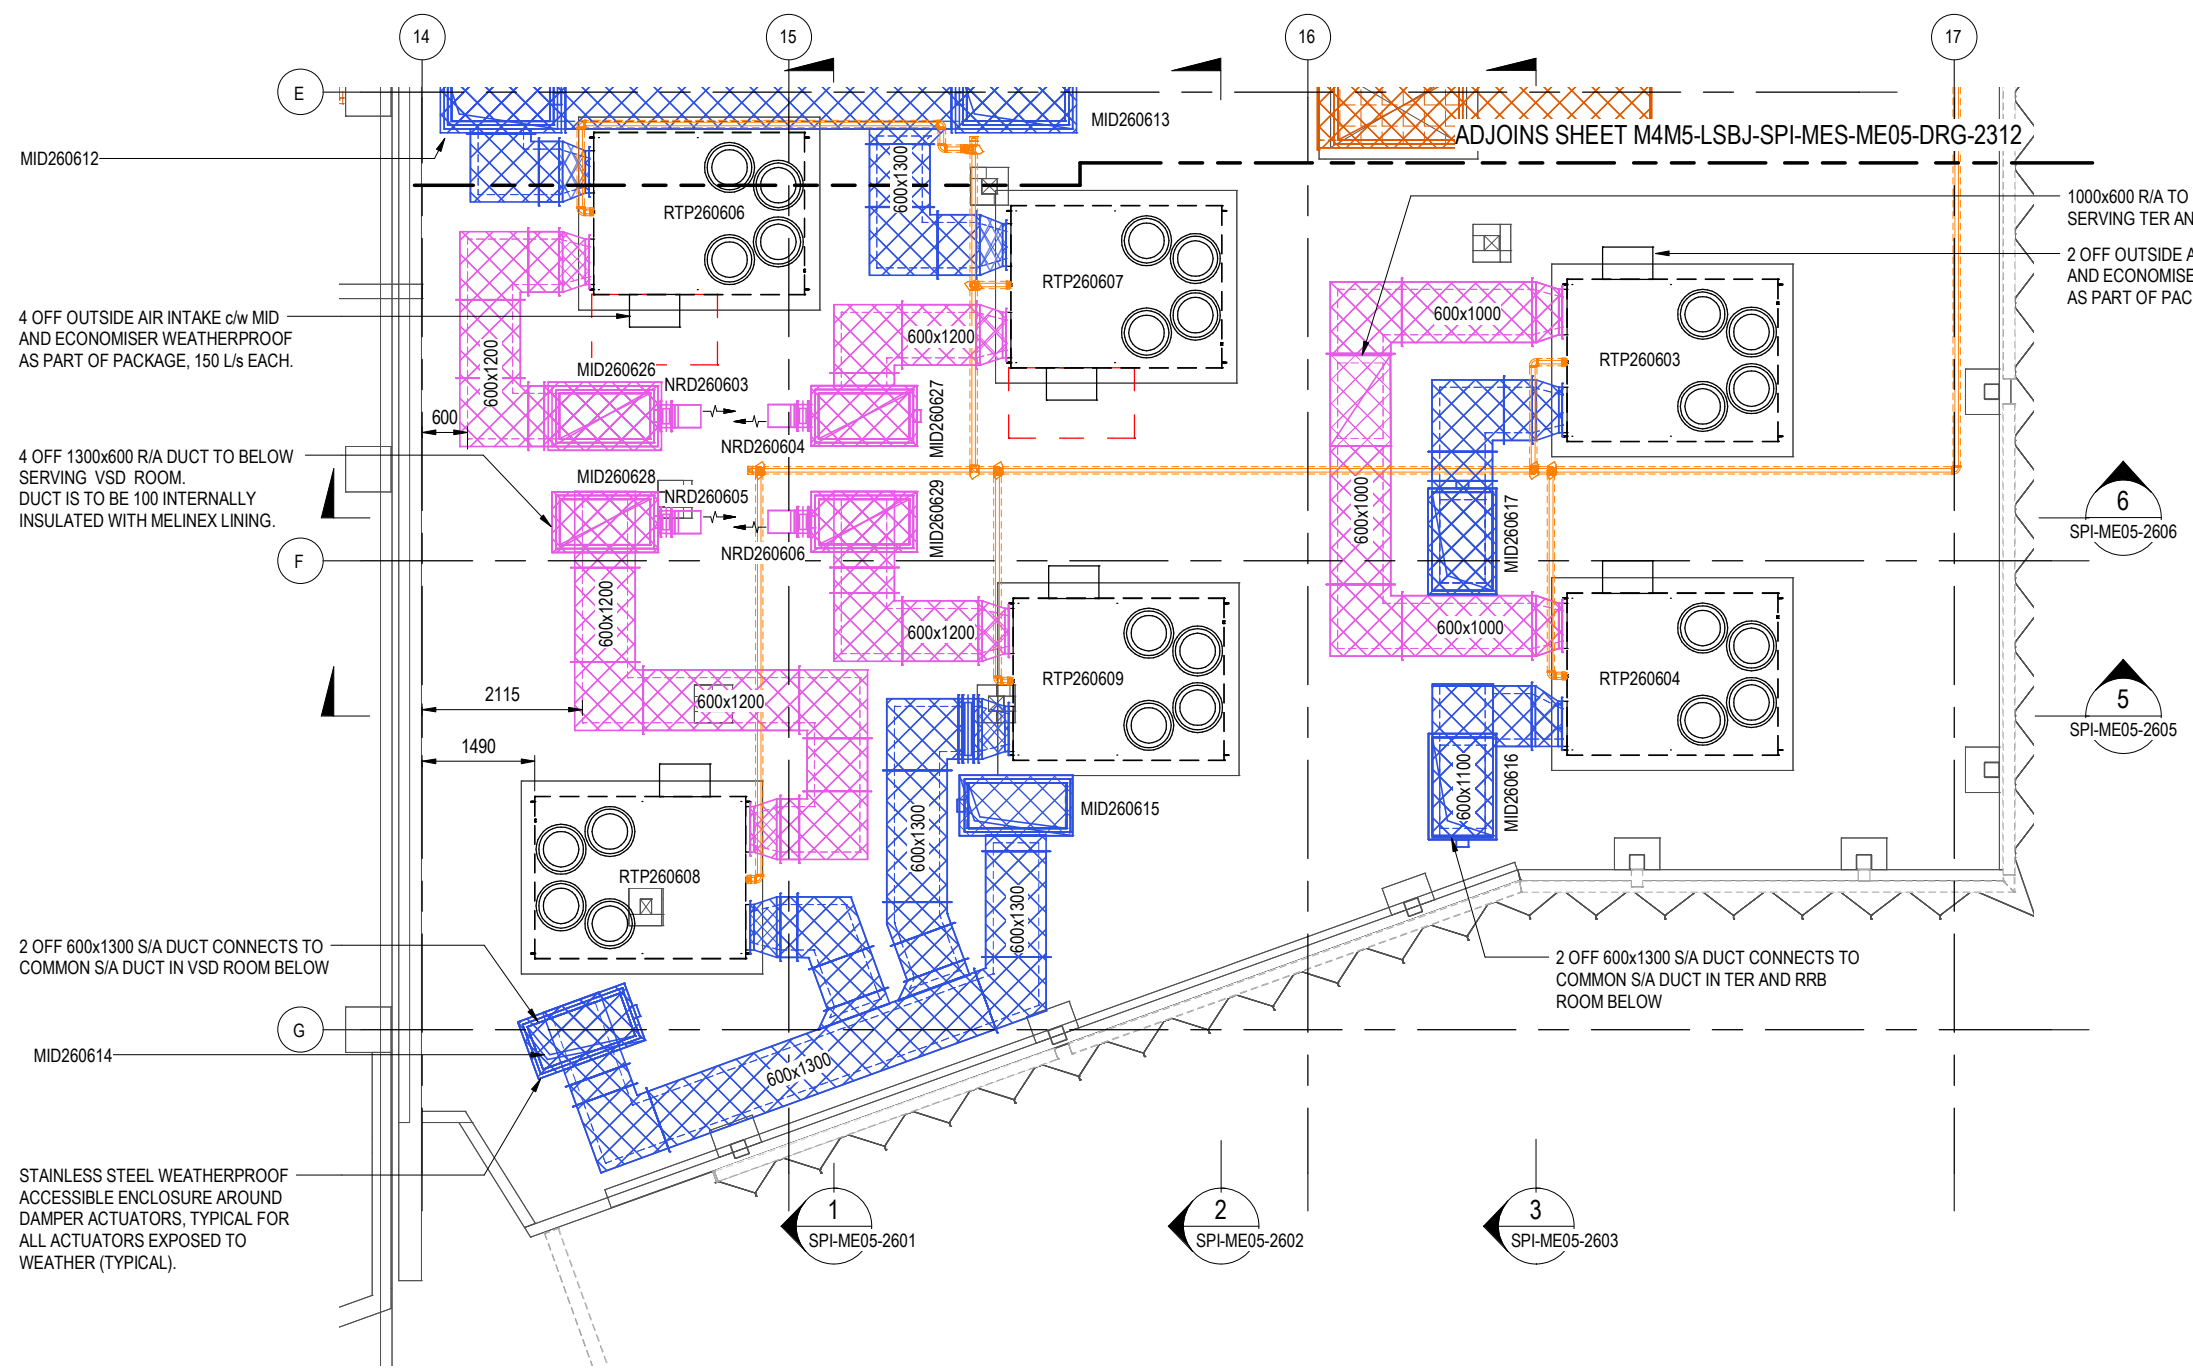 14
15
16
17
E
MID260613
ADJOINS SHEET M4M5-LSBJ-SPI-MES-ME05-DRG-2312
MID260612
600x1300
RTP260606
1000x600 R/A TO
SERVING TER AN
2 OFF OUTSIDE A
AND ECONOMISE
AS PART OF PAC
RTP260607
4 OFF OUTSIDE AIR INTAKE c/w MID
AND ECONOMISER WEATHERPROOF
AS PART OF PACKAGE, 150 L/s EACH.
600x1200
600x1200
600x1000
RTP260603
MID260626
NRD260603
MID260627
600
NRD260604
4 OFF 1300x600 R/A DUCT TO BELOW
SERVING VSD ROOM.
DUCT IS TO BE 100 INTERNALLY
INSULATED WITH MELINEX LINING.
MID260628
NRD260605
MID260629
NRD260606
600x1000
MID260617
6
SPI-ME05-2606
F
600x1200
600x1200
600x1000
RTP260609
RTP260604
2115
600x1200
5
SPI-ME05-2605
1490
600x1300
MID260615
600x1100
MID260616
RTP260608
600x1300
2 OFF 600x1300 S/A DUCT CONNECTS TO
COMMON S/A DUCT IN VSD ROOM BELOW
2 OFF 600x1300 S/A DUCT CONNECTS TO
COMMON S/A DUCT IN TER AND RRB
ROOM BELOW
G
MID260614
600x1300
STAINLESS STEEL WEATHERPROOF
ACCESSIBLE ENCLOSURE AROUND
DAMPER ACTUATORS, TYPICAL FOR
ALL ACTUATORS EXPOSED TO
WEATHER (TYPICAL).
1
SPI-ME05-2601
2
SPI-ME05-2602
3
SPI-ME05-2603